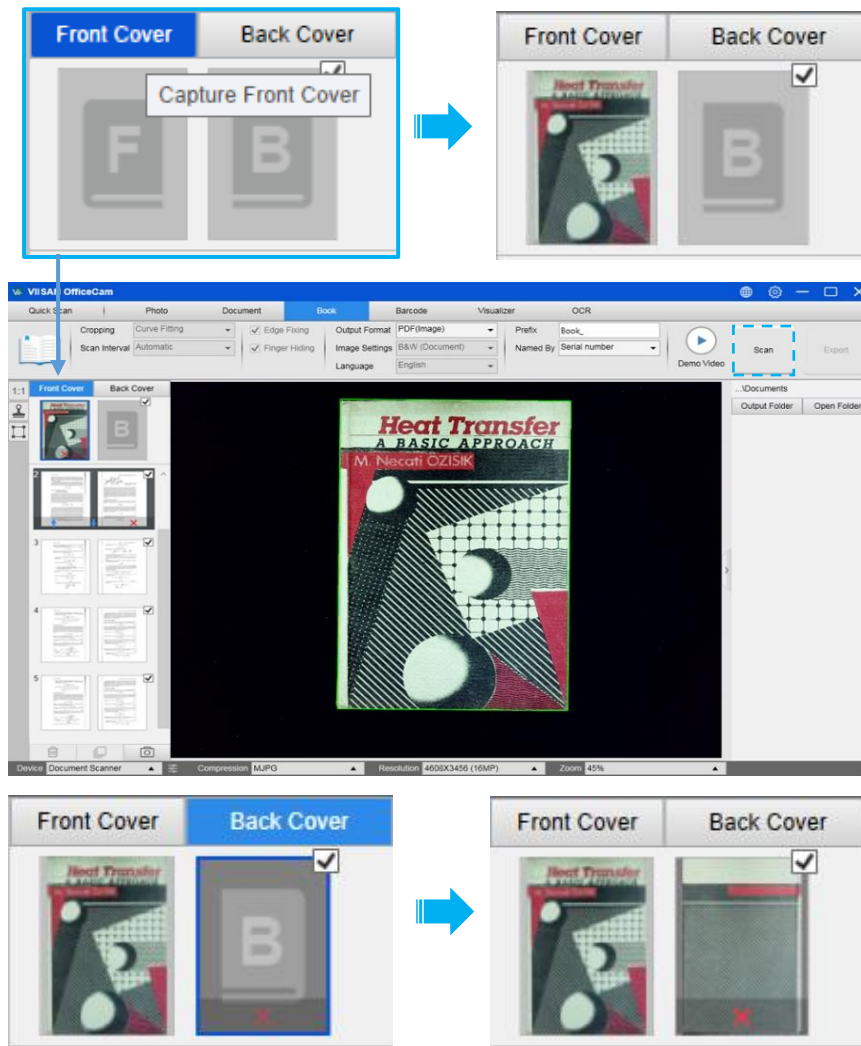 Front Cover Back Cover
Capture Front Cover
F B
Front Cover Back Cover
Heat Transfer
A BASIC APPROACH
B
VIISAN OfficeCam
Quick Scan Photo Document Book Barcode Visualizer OCR
Cropping Curve Fitting Edge Fixing Output Format PDF(Image) Prefix Book_
Scan Interval Automatic Finger Hiding Image Settings B&W (Document) Named By Serial number
Language English
Demo Video
Scan
Export
1:1 Front Cover Back Cover
...\Documents
Output Folder Open Folder
B
Heat Transfer
A BASIC APPROACH
M. Necati ÖZISIK
2
3
4
5
Device Document Scanner Compression MJPG Resolution 4608X3456 (16MP) Zoom 45%
Front Cover Back Cover
Heat Transfer
B
Front Cover Back Cover
Heat Transfer